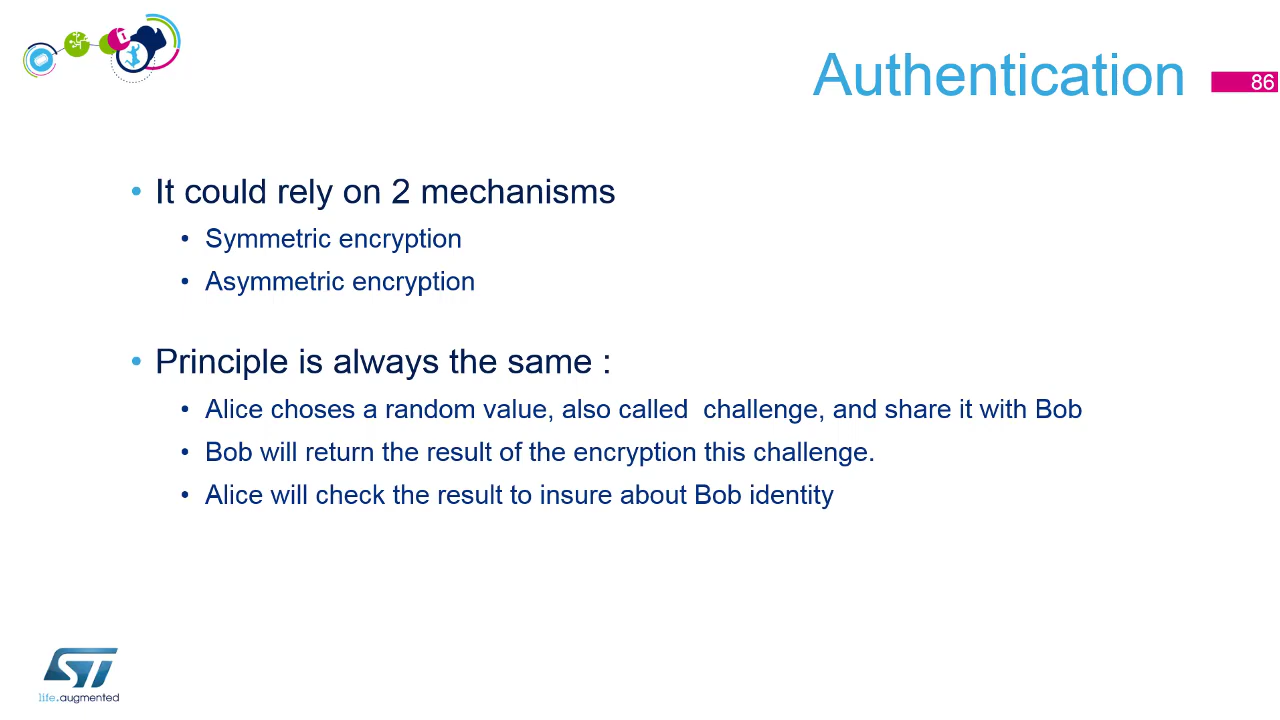 Authentication
86
• It could rely on 2 mechanisms
• Symmetric encryption
• Asymmetric encryption
• Principle is always the same :
• Alice choses a random value, also called  challenge, and share it with Bob
• Bob will return the result of the encryption this challenge.
• Alice will check the result to insure about Bob identity
ST
life.augmented